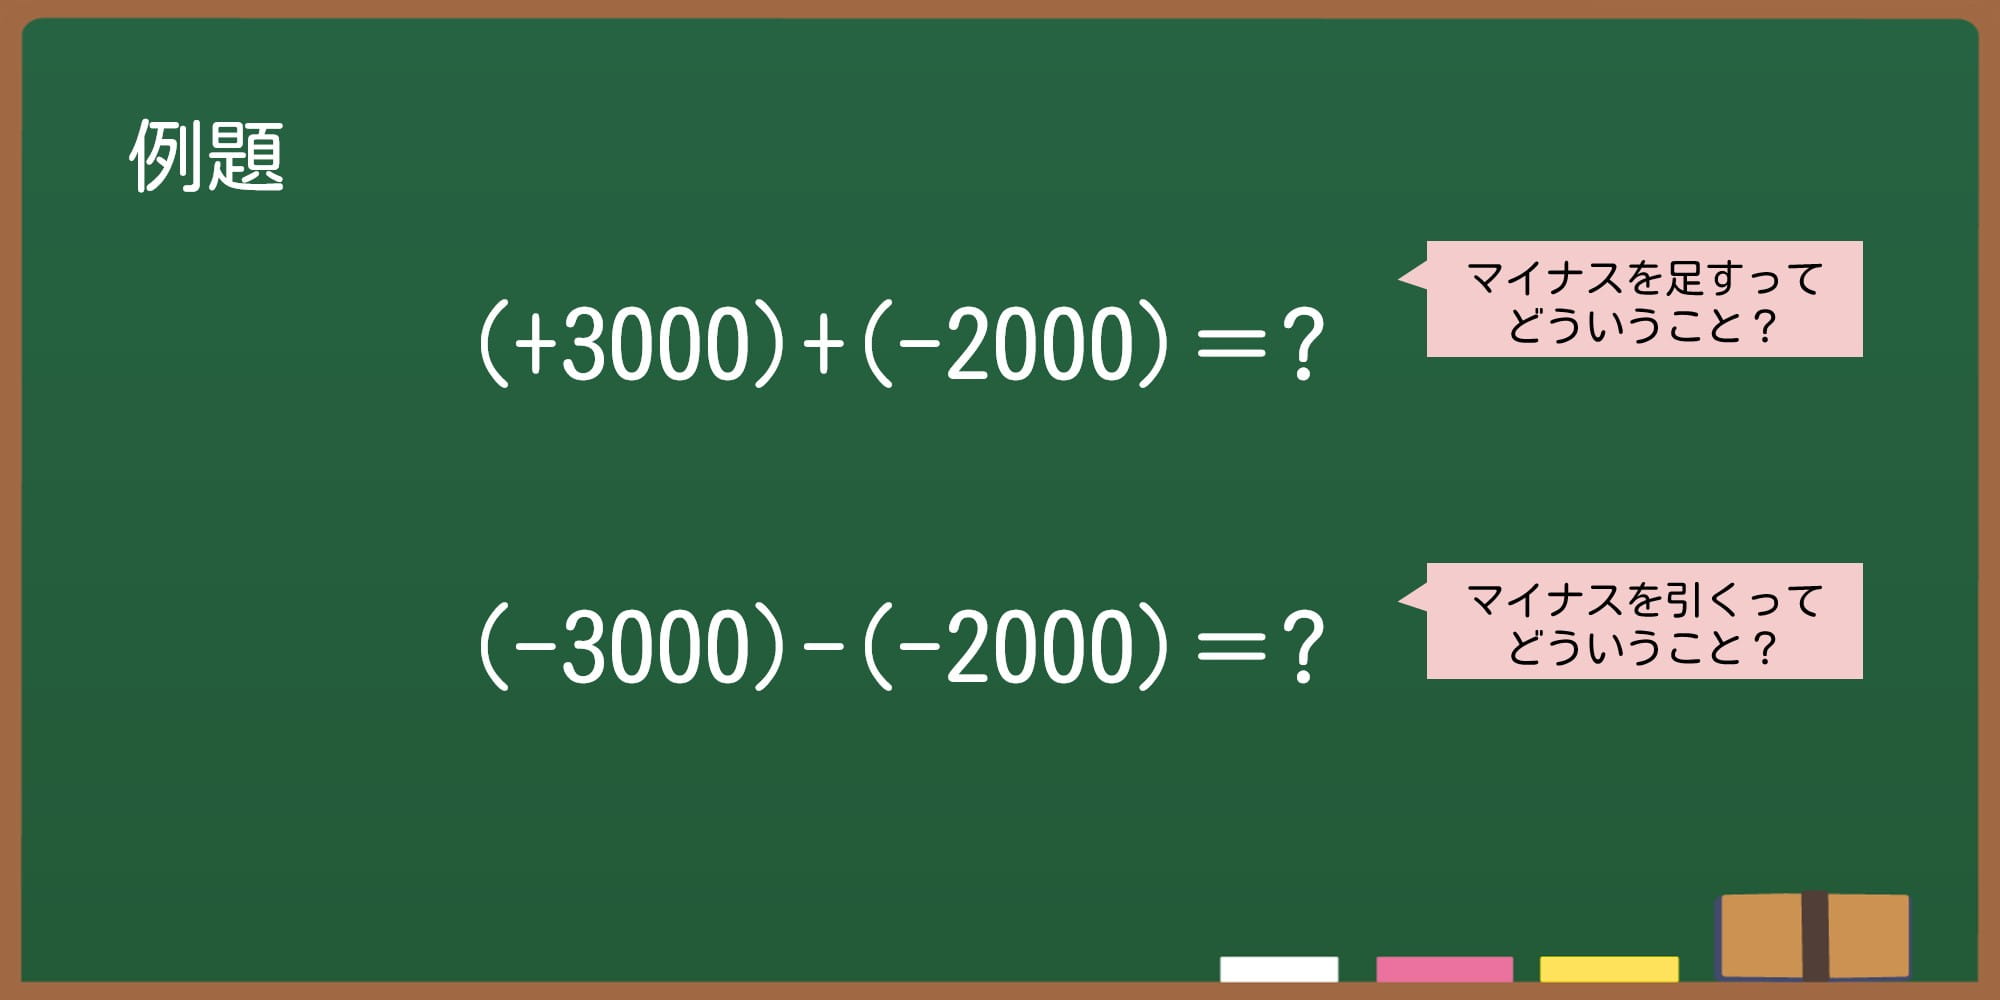 例題
(+3000)+(-2000)=?
マイナスを足すって
どういうこと？
(-3000)-(-2000)=?
マイナスを引くって
どういうこと？